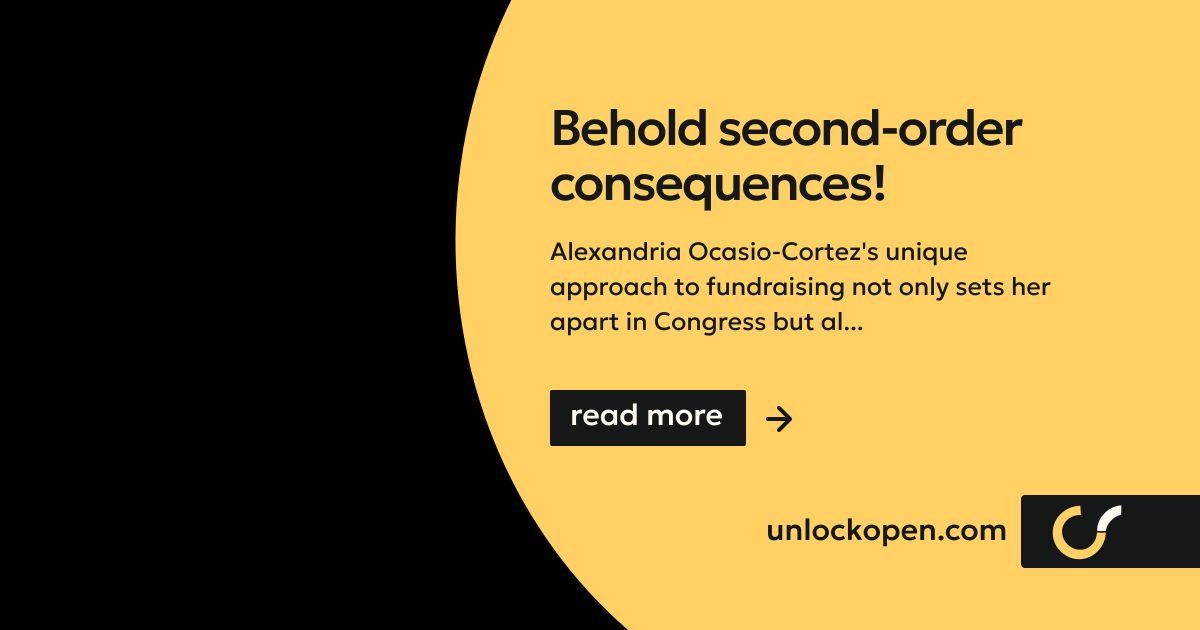 Behold second-order
consequences!
Alexandria Ocasio-Cortez's unique
approach to fundraising not only sets her
apart in Congress but al...
read more
unlockopen.com